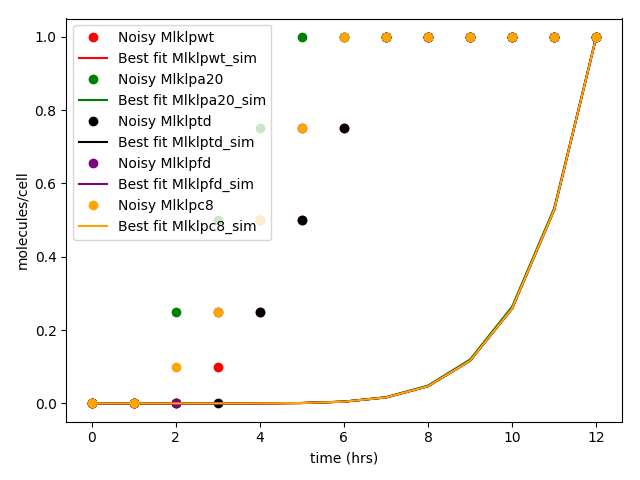 1.0
0.8
0.6
0.4
0.2
0.0
molecules/cell
Noisy Mlklpwt
Best fit Mlklpwt_sim
Noisy Mlklpa20
Best fit Mlklpa20_sim
Noisy Mlklptd
Best fit Mlklptd_sim
Noisy Mlklpfd
Best fit Mlklpfd_sim
Noisy Mlklpc8
Best fit Mlklpc8_sim
0 2 4 6 8 10 12
time (hrs)